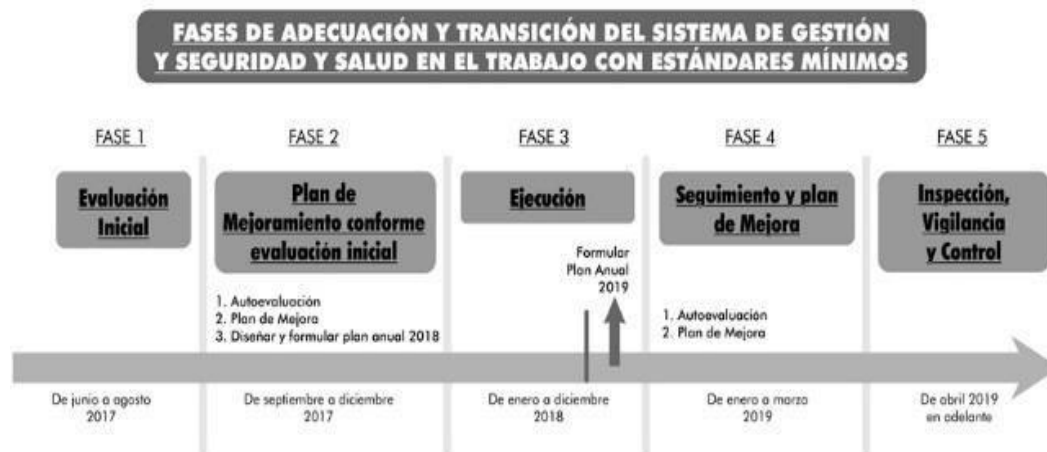 FASES DE ADECUACIÓN Y TRANSICIÓN DEL SISTEMA DE GESTIÓN
Y SEGURIDAD Y SALUD EN EL TRABAJO CON ESTÁNDARES MÍNIMOS
FASE 1
Evaluación
Inicial
De junio a agosto
2017
FASE 2
Plan de
Mejoramiento conforme
evaluación inicial
1. Autoevaluación
2. Plan de Mejora
3. Diseñar y formular plan anual 2018
De septiembre a diciembre
2017
FASE 3
Ejecución
Formular
Plan Anual
2019
De enero a diciembre
2018
FASE 4
Seguimiento y plan
de Mejora
1. Autoevaluación
2. Plan de Mejora
De enero a marzo
2019
FASE 5
Inspección,
Vigilancia
y Control
De abril 2019
en adelante